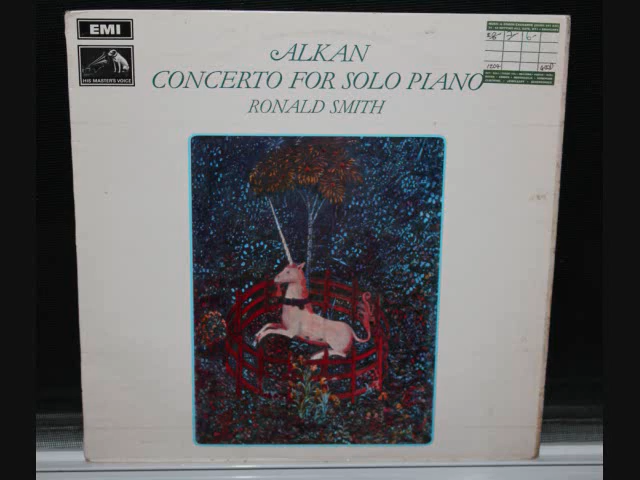 EMI
HIS MASTER'S VOICE
ALKAN
CONCERTO FOR SOLO PIANO
RONALD SMITH